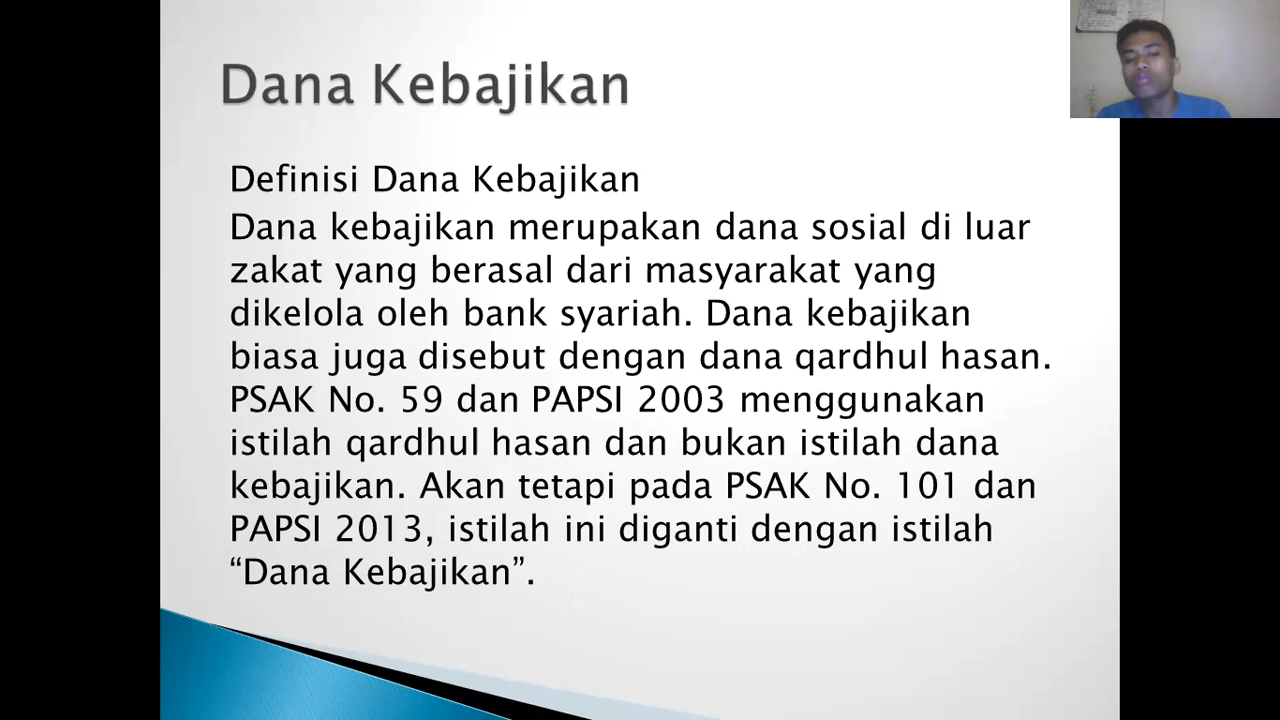 Dana Kebajikan
Definisi Dana Kebajikan
Dana kebajikan merupakan dana sosial di luar
zakat yang berasal dari masyarakat yang
dikelola oleh bank syariah. Dana kebajikan
biasa juga disebut dengan dana qardhul hasan.
PSAK No. 59 dan PAPSI 2003 menggunakan
istilah qardhul hasan dan bukan istilah dana
kebajikan. Akan tetapi pada PSAK No. 101 dan
PAPSI 2013, istilah ini diganti dengan istilah
“Dana Kebajikan”.